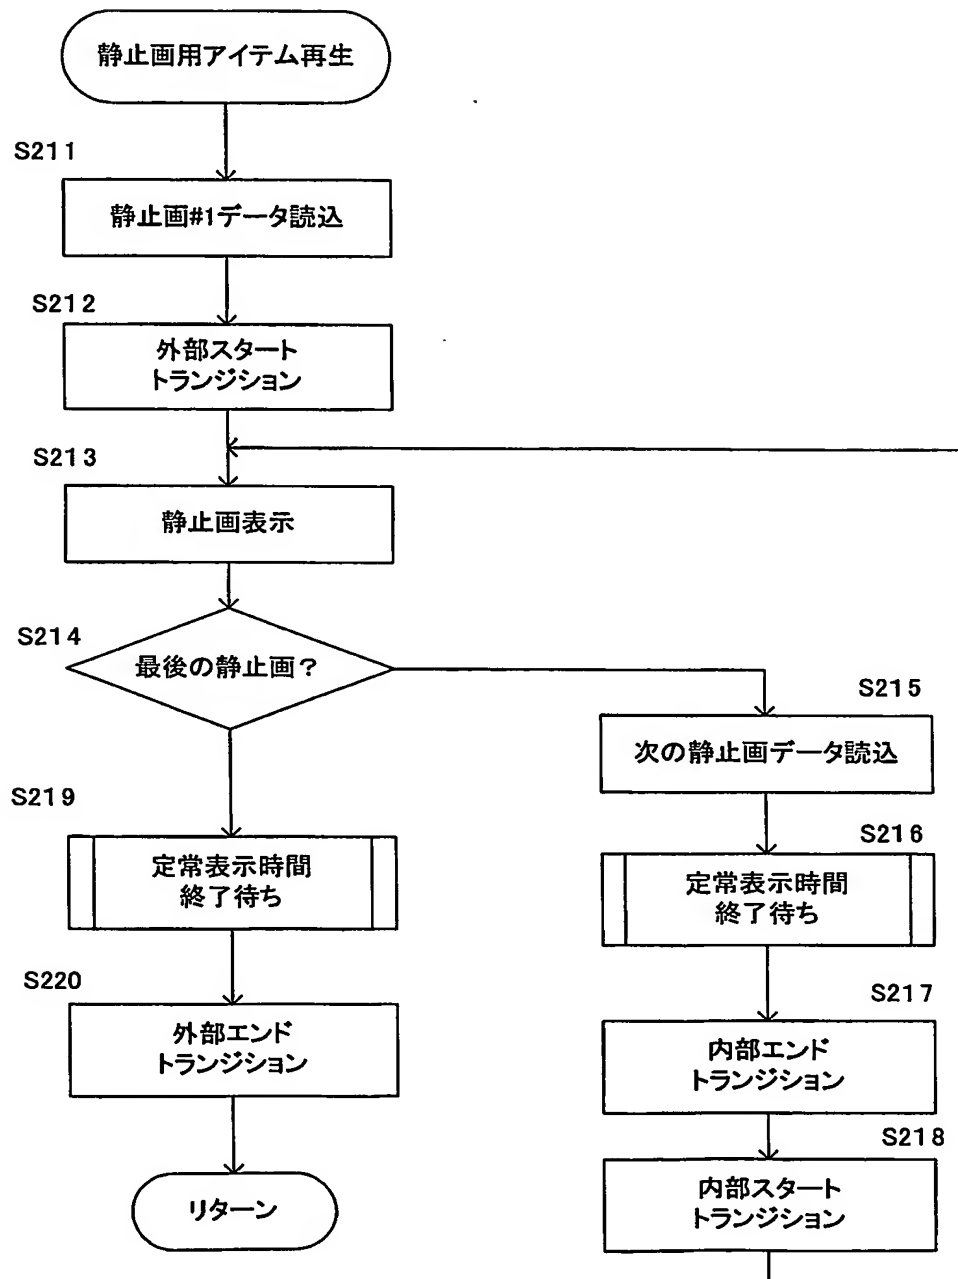 静止画用アイテム再生
S211
静止画#1データ読込
S212
外部スタート
トランジション
S213
静止画表示
S214
最後の静止画？
S215
次の静止画データ読込
S216
定常表示時間
終了待ち
S217
内部エンド
トランジション
S218
内部スタート
トランジション
S219
定常表示時間
終了待ち
S220
外部エンド
トランジション
リターン